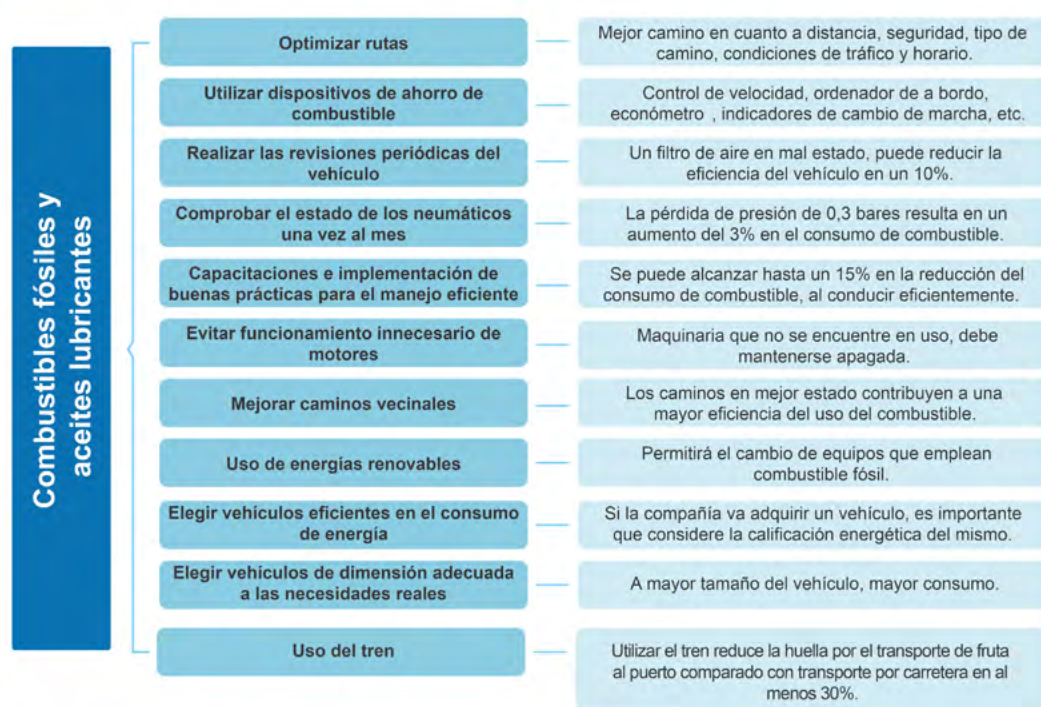 Combustibles fósiles y
aceites lubricantes
Optimizar rutas
Mejor camino en cuanto a distancia, seguridad, tipo de
camino, condiciones de tráfico y horario.
Utilizar dispositivos de ahorro de
combustible
Control de velocidad, ordenador de a bordo,
económetro , indicadores de cambio de marcha, etc.
Realizar las revisiones periódicas del
vehículo
Un filtro de aire en mal estado, puede reducir la
eficiencia del vehículo en un 10%.
Comprobar el estado de los neumáticos
una vez al mes
La pérdida de presión de 0,3 bares resulta en un
aumento del 3% en el consumo de combustible.
Capacitaciones e implementación de
buenas prácticas para el manejo eficiente
Se puede alcanzar hasta un 15% en la reducción del
consumo de combustible, al conducir eficientemente.
Evitar funcionamiento innecesario de
motores
Maquinaria que no se encuentre en uso, debe
mantenerse apagada.
Mejorar caminos vecinales
Los caminos en mejor estado contribuyen a una
mayor eficiencia del uso del combustible.
Uso de energías renovables
Permitirá el cambio de equipos que emplean
combustible fósil.
Elegir vehículos eficientes en el consumo
de energía
Si la compañía va adquirir un vehículo, es importante
que considere la calificación energética del mismo.
Elegir vehículos de dimensión adecuada
a las necesidades reales
A mayor tamaño del vehículo, mayor consumo.
Uso del tren
Utilizar el tren reduce la huella por el transporte de fruta
al puerto comparado con transporte por carretera en al
menos 30%.